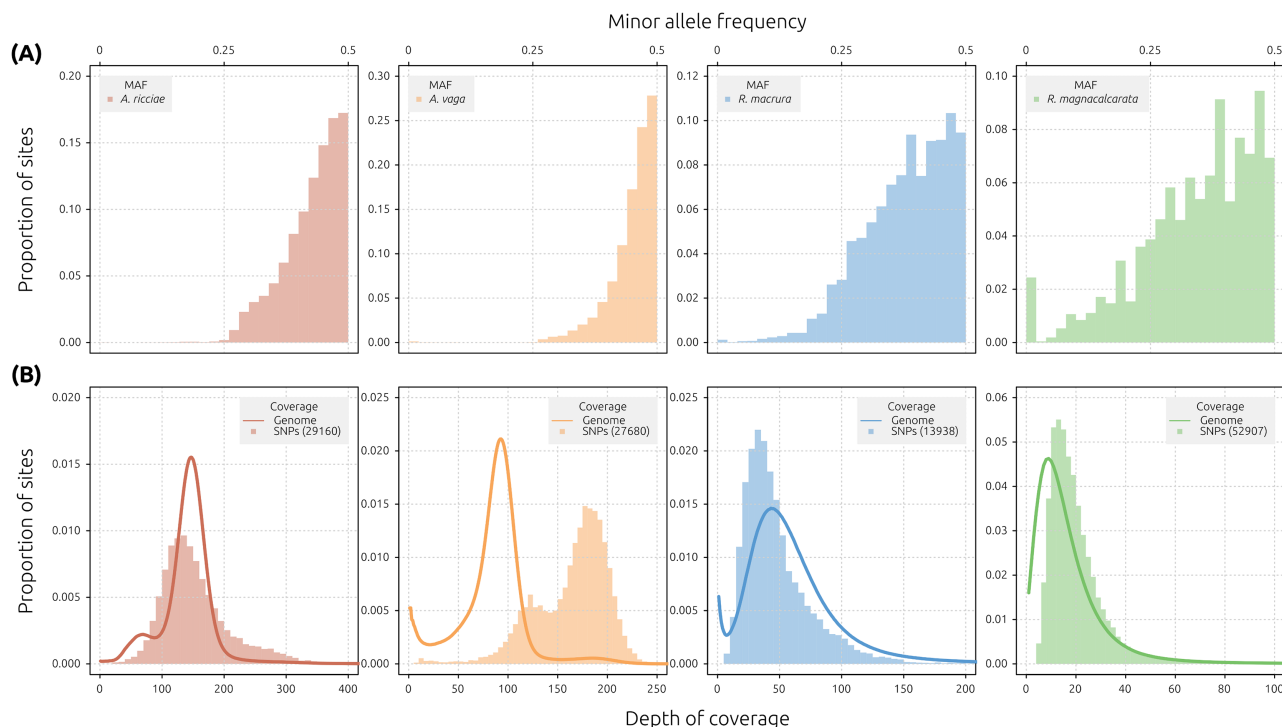 Minor allele frequency
(A)
0 0.25 0.5 0 0.25 0.5 0 0.25 0.5 0 0.25 0.5
Proportion of sites
0.20
0.15
0.10
0.05
0.00
MAF
A. ricciae
0.30
0.25
0.20
0.15
0.10
0.05
0.00
MAF
A. vaga
0.12
0.10
0.08
0.06
0.04
0.02
0.00
MAF
R. macrura
0.10
0.08
0.06
0.04
0.02
0.00
MAF
R. magnacalcarata
(B)
Proportion of sites
0.020
0.015
0.010
0.005
0.000
Coverage
Genome
SNPs (29160)
0 100 200 300 400
0.025
0.020
0.015
0.010
0.005
0.000
Coverage
Genome
SNPs (27680)
0 50 100 150 200 250
0.025
0.020
0.015
0.010
0.005
0.000
Coverage
Genome
SNPs (13938)
0 50 100 150 200
0.06
0.05
0.04
0.03
0.02
0.01
0.00
Coverage
Genome
SNPs (52907)
0 20 40 60 80 100
Depth of coverage